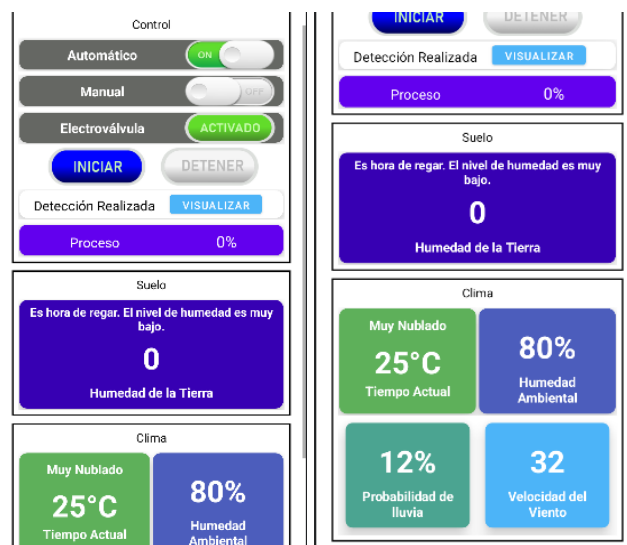 Control
Automático ON
Manual OFF
Electroválvula ACTIVADO
INICIAR DETENER
Detección Realizada VISUALIZAR
Proceso 0%
Suelo
Es hora de regar. El nivel de humedad es muy
bajo.
0
Humedad de la Tierra
Clima
Muy Nublado
25°C
Tiempo Actual
80%
Humedad
Ambiental
INICIAR DETENER
Detección Realizada VISUALIZAR
Proceso 0%
Suelo
Es hora de regar. El nivel de humedad es muy
bajo.
0
Humedad de la Tierra
Clima
Muy Nublado
25°C
Tiempo Actual
80%
Humedad
Ambiental
12%
Probabilidad de
lluvia
32
Velocidad del
Viento